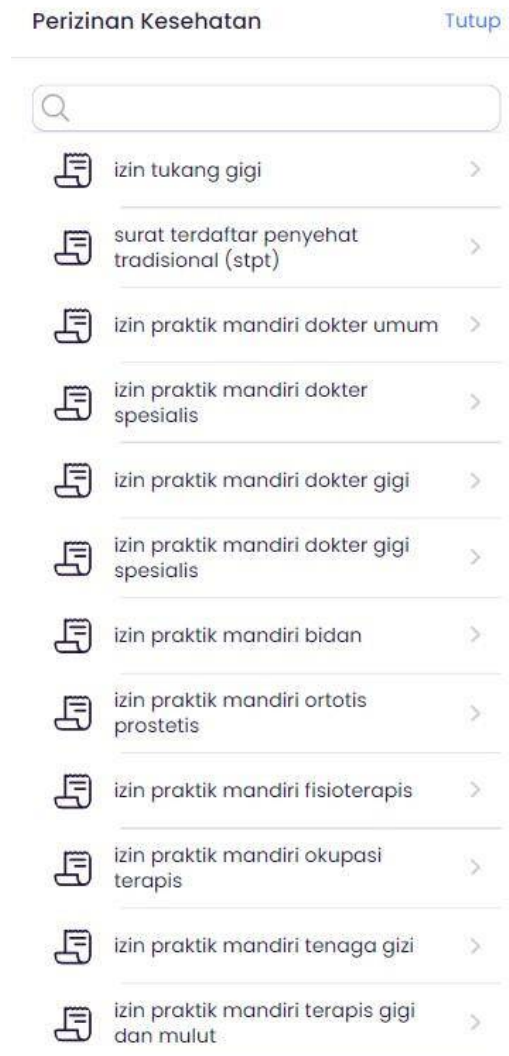 Perizinan Kesehatan Tutup
izin tukang gigi
surat terdaftar penyehat
tradisional (stpt)
izin praktik mandiri dokter umum
izin praktik mandiri dokter
spesialis
izin praktik mandiri dokter gigi
izin praktik mandiri dokter gigi
spesialis
izin praktik mandiri bidan
izin praktik mandiri ortotis
prostetis
izin praktik mandiri fisioterapis
izin praktik mandiri okupasi
terapis
izin praktik mandiri tenaga gizi
izin praktik mandiri terapis gigi
dan mulut